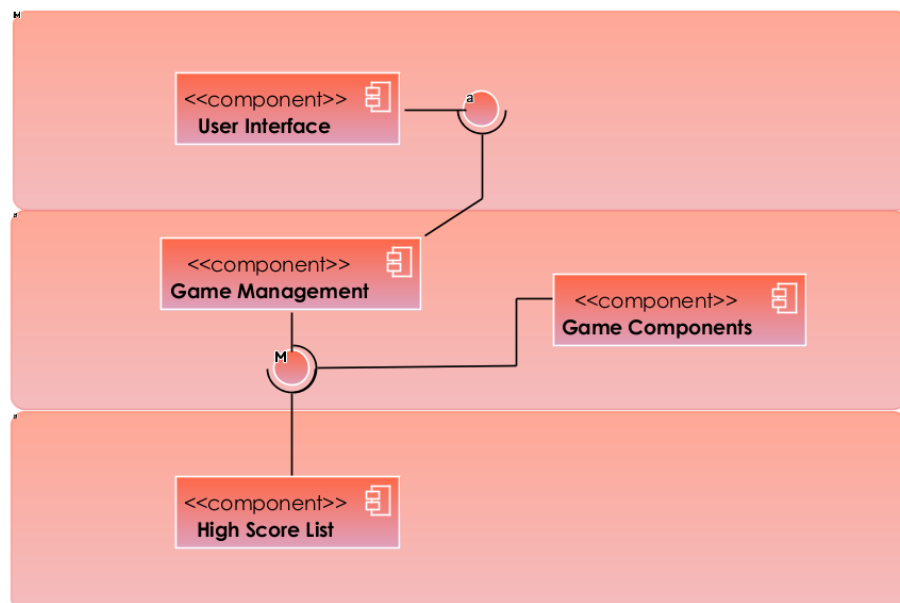 M
<<component>>
User Interface
a
<<component>>
Game Management
<<component>>
Game Components
M
<<component>>
High Score List